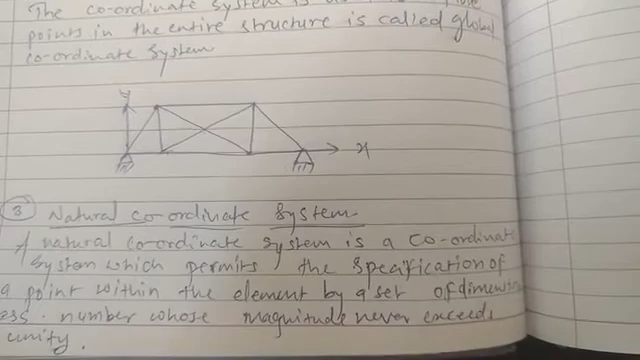 The co-ordinate system is
points in the entire structure is called global
co-ordinate system
y
x
3 Natural co-ordinate System
A natural co-ordinate system is a co-ordinate
system which permits the specification of
a point within the element by a set of dimention
less number whose magnitude never exceeds
unity.